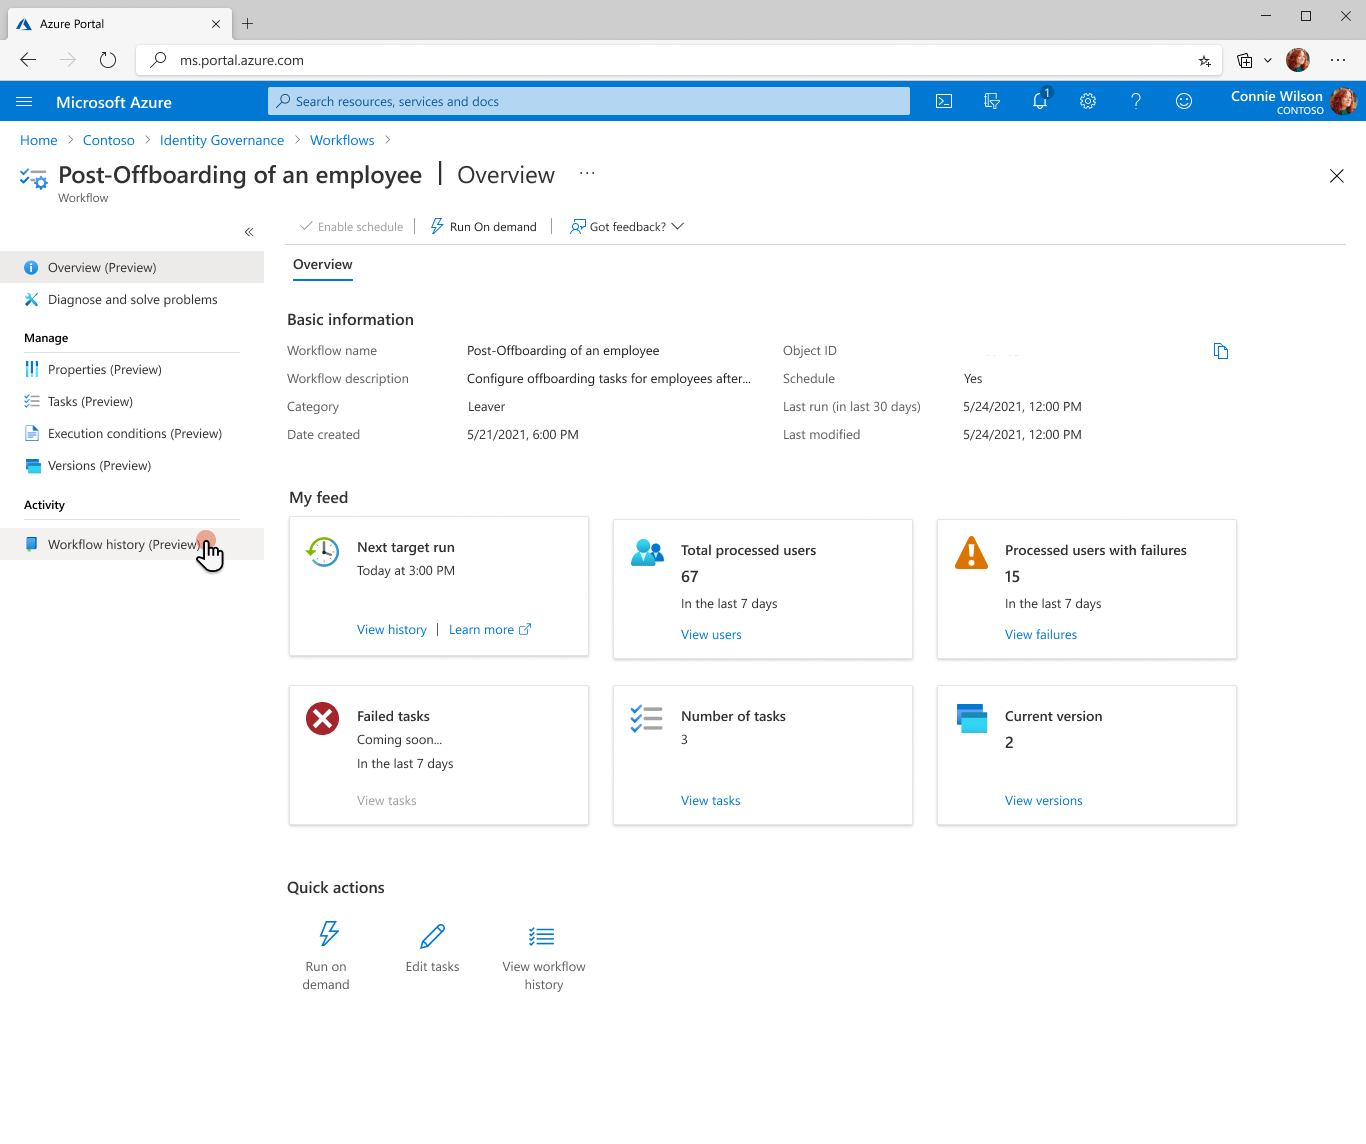 Azure Portal
ms.portal.azure.com
Microsoft Azure
Search resources, services and docs
1
Connie Wilson
CONTOSO
Home > Contoso > Identity Governance > Workflows >
Post-Offboarding of an employee | Overview ...
Workflow
«
Enable schedule | Run On demand | Got feedback?
Overview (Preview)
Diagnose and solve problems
Manage
Properties (Preview)
Tasks (Preview)
Execution conditions (Preview)
Versions (Preview)
Activity
Workflow history (Preview)
Overview
Basic information
Workflow name Post-Offboarding of an employee
Workflow description Configure offboarding tasks for employees after...
Category Leaver
Date created 5/21/2021, 6:00 PM
Object ID
Schedule Yes
Last run (in last 30 days) 5/24/2021, 12:00 PM
Last modified 5/24/2021, 12:00 PM
My feed
Next target run
Today at 3:00 PM
View history | Learn more
Total processed users
67
In the last 7 days
View users
Processed users with failures
15
In the last 7 days
View failures
Failed tasks
Coming soon...
In the last 7 days
View tasks
Number of tasks
3
View tasks
Current version
2
View versions
Quick actions
Run on
demand
Edit tasks
View workflow
history